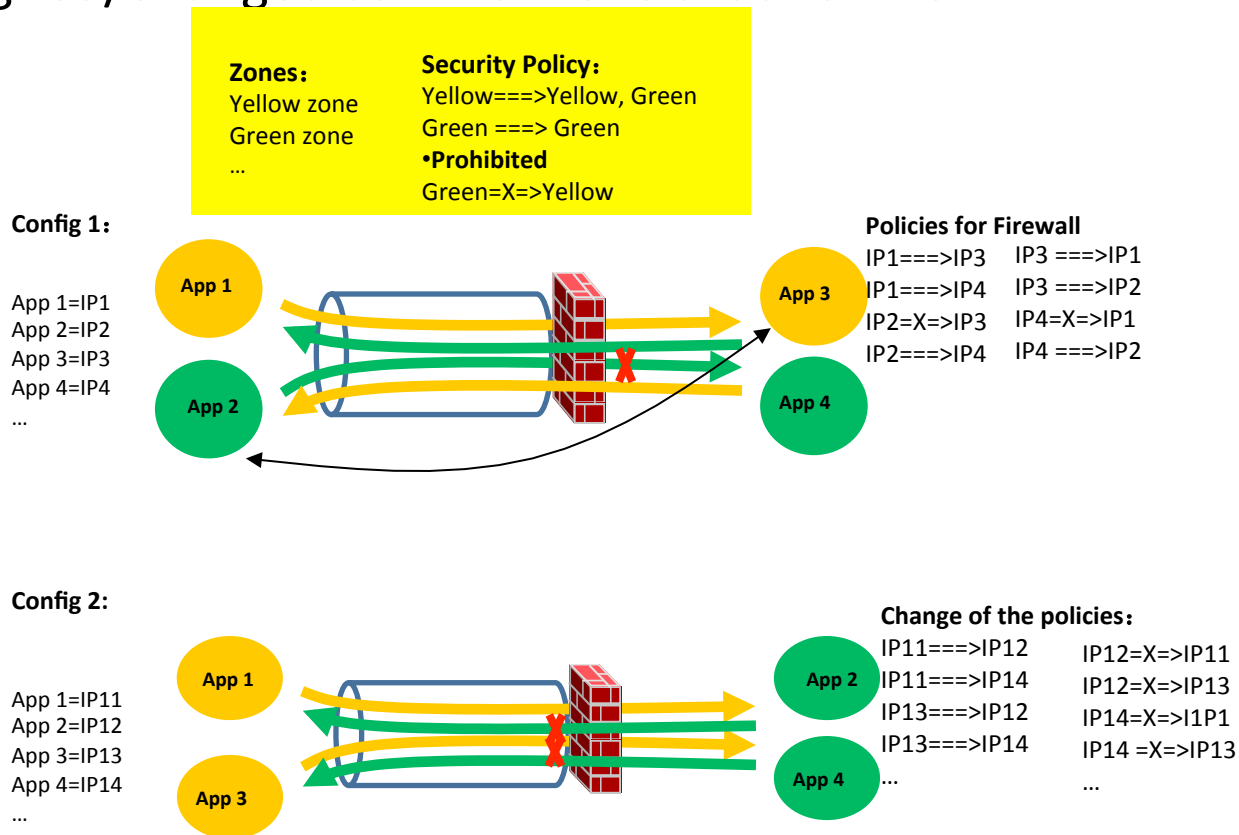 Zones：
Yellow zone
Green zone
…
Security Policy：
Yellow===>Yellow, Green
Green ===> Green
•Prohibited
Green=X=>Yellow
Config 1：
App 1=IP1
App 2=IP2
App 3=IP3
App 4=IP4
…
App 1
App 2
App 3
App 4
Policies for Firewall
IP1===>IP3
IP1===>IP4
IP2=X=>IP3
IP2===>IP4
IP3 ===>IP1
IP3 ===>IP2
IP4=X=>IP1
IP4 ===>IP2
Config 2:
App 1=IP11
App 2=IP12
App 3=IP13
App 4=IP14
…
App 1
App 3
App 2
App 4
Change of the policies：
IP11===>IP12
IP11===>IP14
IP13===>IP12
IP13===>IP14
…
IP12=X=>IP11
IP12=X=>IP13
IP14=X=>I1P1
IP14 =X=>IP13
…